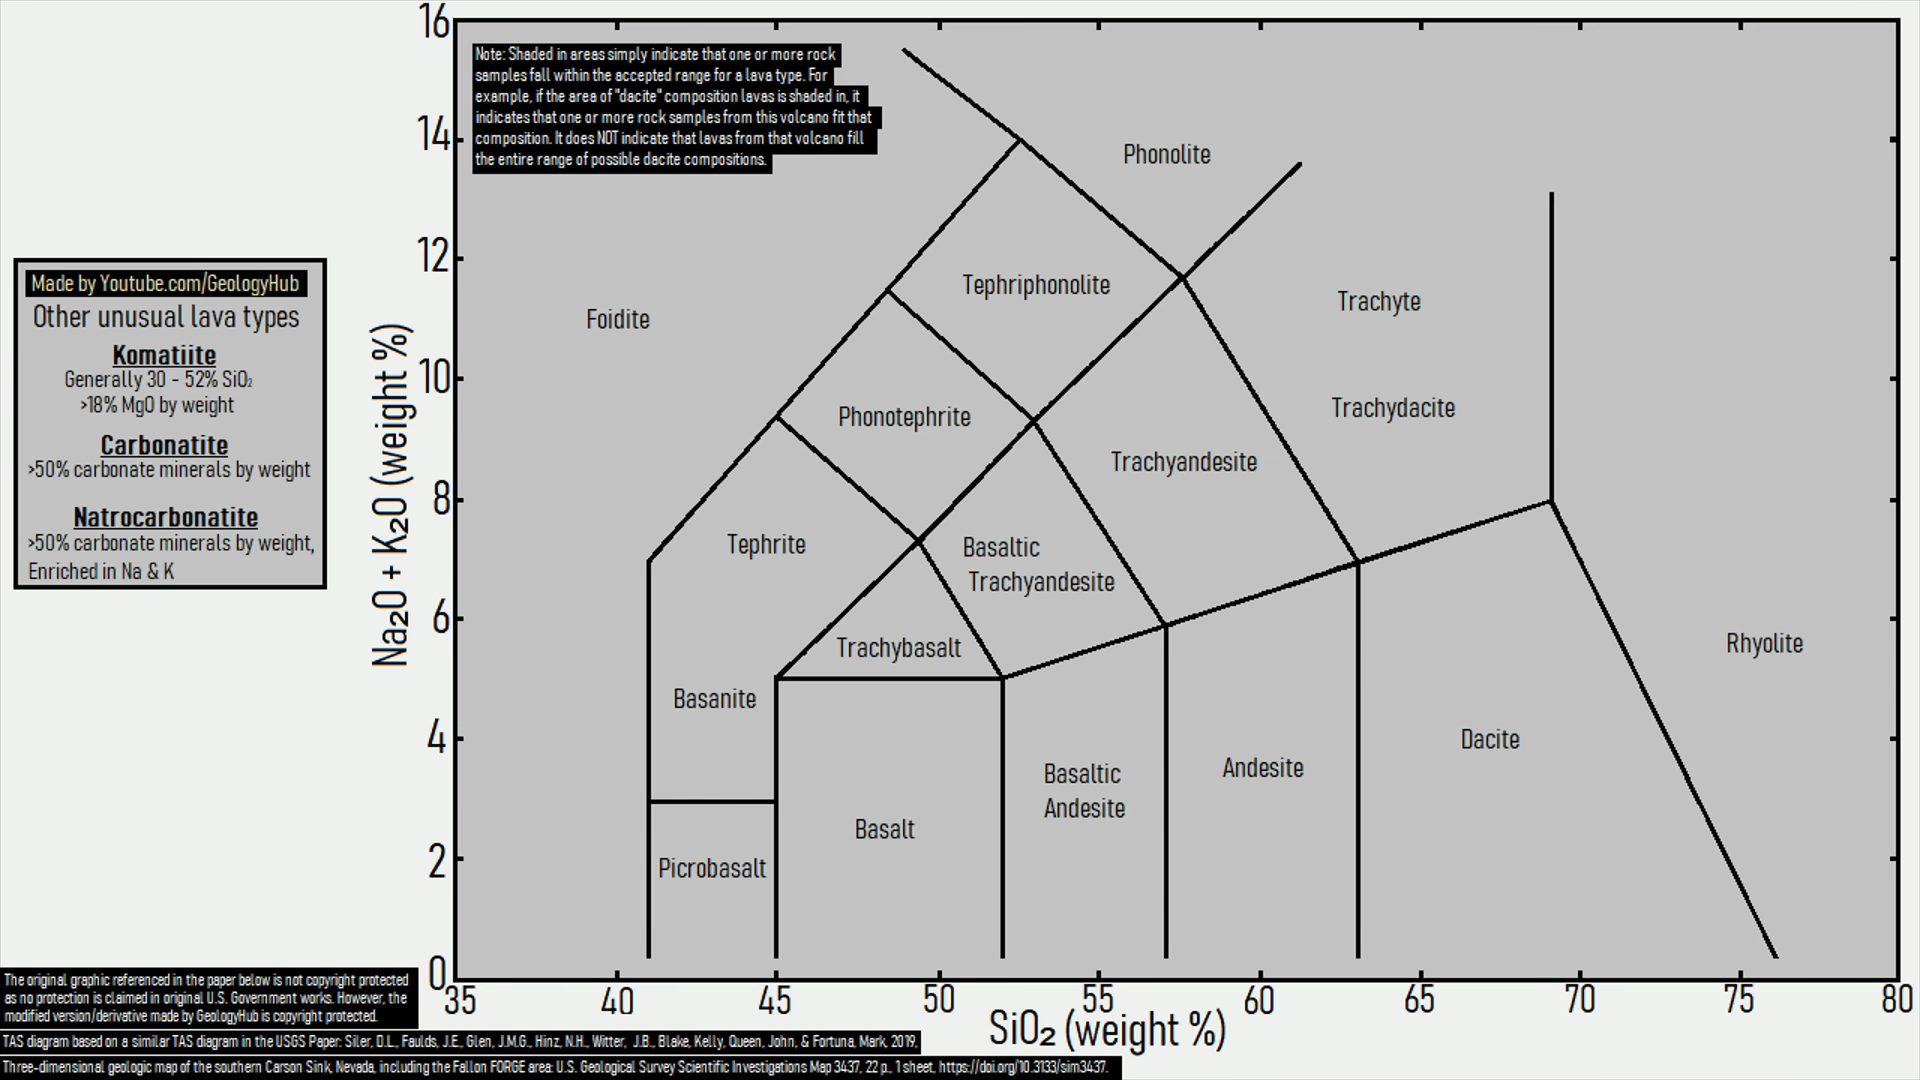 16
14
12
10
8
6
4
2
0
Na₂O + K₂O (weight %)
Note: Shaded in areas simply indicate that one or more rock
samples fall within the accepted range for a lava type. For
example, if the area of "dacite" composition lavas is shaded in, it
indicates that one or more rock samples from this volcano fit that
composition. It does NOT indicate that lavas from that volcano fill
the entire range of possible dacite compositions.
Phonolite
Tephriphonolite
Trachyte
Foidite
Trachydacite
Phonotephrite
Trachyandesite
Tephrite
Basaltic
Trachyandesite
Trachybasalt
Rhyolite
Basanite
Dacite
Andesite
Basaltic
Andesite
Basalt
Picrobasalt
35 40 45 50 55 60 65 70 75 80
SiO₂ (weight %)
Made by Youtube.com/GeologyHub
Other unusual lava types
Komatiite
Generally 30 - 52% SiO₂
>18% MgO by weight
Carbonatite
>50% carbonate minerals by weight
Natrocarbonatite
>50% carbonate minerals by weight,
Enriched in Na & K
The original graphic referenced in the paper below is not copyright protected
as no protection is claimed in original U.S. Government works. However, the
modified version/derivative made by GeologyHub is copyright protected.
TAS diagram based on a similar TAS diagram in the USGS Paper: Siler, D.L., Faulds, J.E., Glen, J.M.G., Hinz, N.H., Witter, J.B., Blake, Kelly, Queen, John, & Fortuna, Mark, 2019,
Three-dimensional geologic map of the southern Carson Sink, Nevada, including the Fallon FORGE area: U.S. Geological Survey Scientific Investigations Map 3437, 22 p., 1 sheet, https://doi.org/10.3133/sim3437.